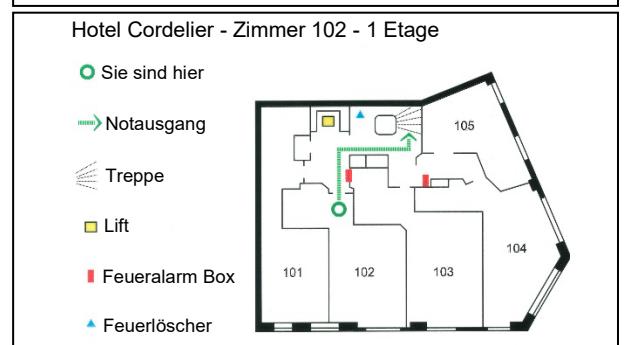 Hotel Cordelier - Zimmer 102 - 1 Etage
Sie sind hier
Notausgang
Treppe
Lift
Feueralarm Box
Feuerlöscher
105
104
101
102
103